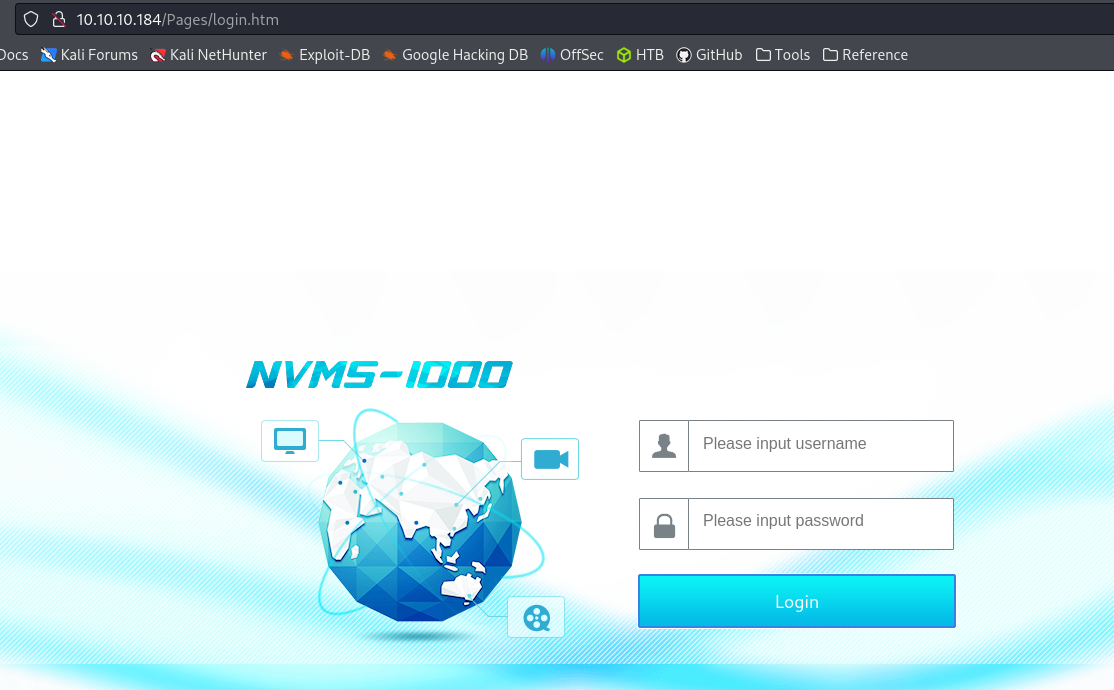 10.10.10.184/Pages/login.htm
Docs Kali Forums Kali NetHunter Exploit-DB Google Hacking DB OffSec HTB GitHub Tools Reference
NVMS-1000
Please input username
Please input password
Login